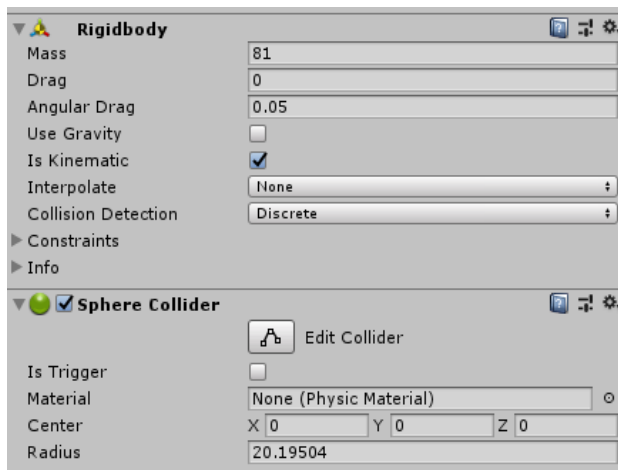 Rigidbody
Mass 81
Drag 0
Angular Drag 0.05
Use Gravity
Is Kinematic
Interpolate None
Collision Detection Discrete
Constraints
Info
Sphere Collider
Edit Collider
Is Trigger
Material None (Physic Material)
Center X 0 Y 0 Z 0
Radius 20.19504